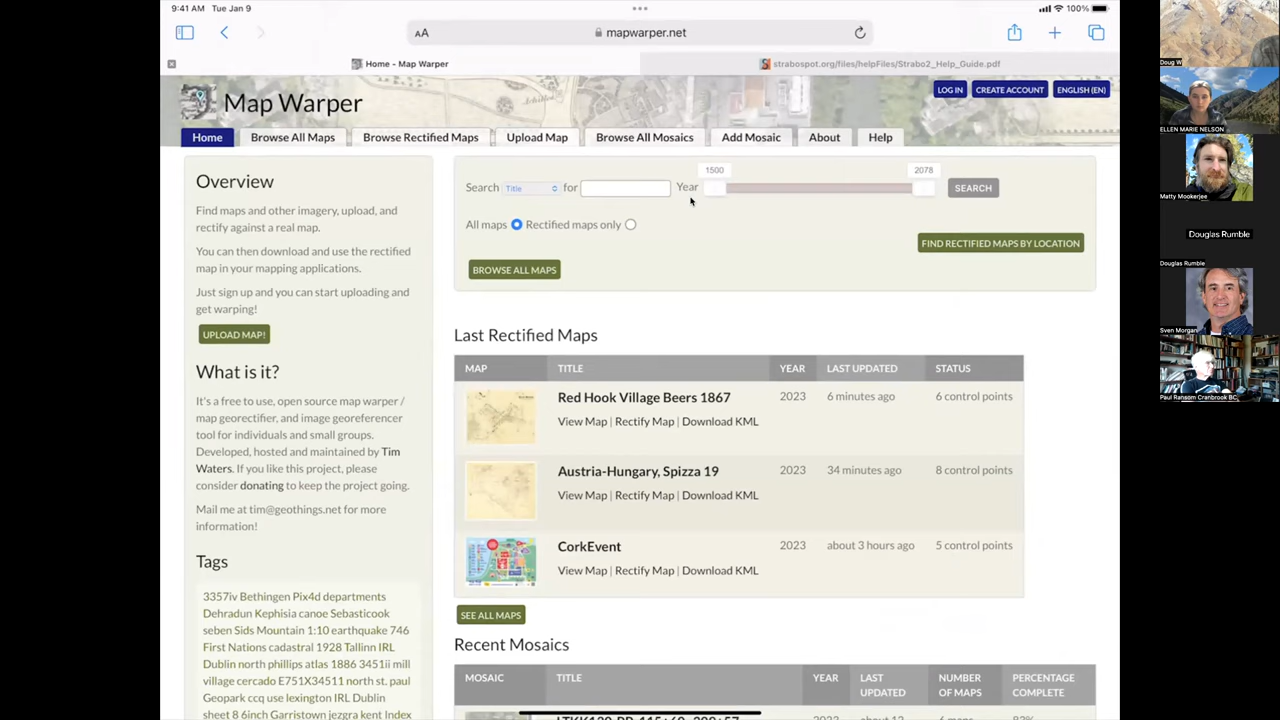 9:41 AM Tue Jan 9
100%
AA
mapwarper.net
Home - Map Warper
strabospot.org/files/helpFiles/Strabo2_Help_Guide.pdf
Map Warper
LOG IN
CREATE ACCOUNT
ENGLISH (EN)
Home
Browse All Maps
Browse Rectified Maps
Upload Map
Browse All Mosaics
Add Mosaic
About
Help
Overview
Find maps and other imagery, upload, and
rectify against a real map.
You can then download and use the rectified
map in your mapping applications.
Just sign up and you can start uploading and
get warping!
UPLOAD MAP!
What is it?
It's a free to use, open source map warper /
map georectifier, and image georeferencer
tool for individuals and small groups.
Developed, hosted and maintained by Tim
Waters. If you like this project, please
consider donating to keep the project going.
Mail me at tim@geothings.net for more
information!
Tags
3357iv Bethingen Pix4d departments
Dehradun Kephisia canoe Sebasticook
seben Sids Mountain 1:10 earthquake 746
First Nations cadastral 1928 Tallinn IRL
Dublin north phillips atlas 1886 3451ii mill
village cercado E751X34511 north st. paul
Geopark ccq use lexington IRL Dublin
sheet 8 6inch Garristown jezgra kent Index
1500
2078
Search Title for Year
SEARCH
All maps Rectified maps only
FIND RECTIFIED MAPS BY LOCATION
BROWSE ALL MAPS
Last Rectified Maps
MAP TITLE YEAR LAST UPDATED STATUS
Red Hook Village Beers 1867 2023 6 minutes ago 6 control points
View Map | Rectify Map | Download KML
Austria-Hungary, Spizza 19 2023 34 minutes ago 8 control points
View Map | Rectify Map | Download KML
CorkEvent 2023 about 3 hours ago 5 control points
View Map | Rectify Map | Download KML
SEE ALL MAPS
Recent Mosaics
MOSAIC TITLE YEAR LAST UPDATED NUMBER OF MAPS PERCENTAGE COMPLETE
Doug W
ELLEN MARIE NELSON
Matty Mookerjee
Douglas Rumble
Douglas Rumble
Sven Morgan
Paul Ransom Cranbrook BC,